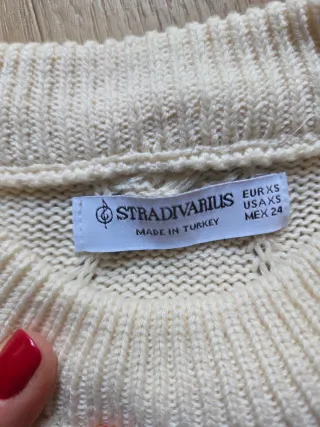 STRADIVARIUS
MADE IN TURKEY
EUR XS
USA XS
MEX 24